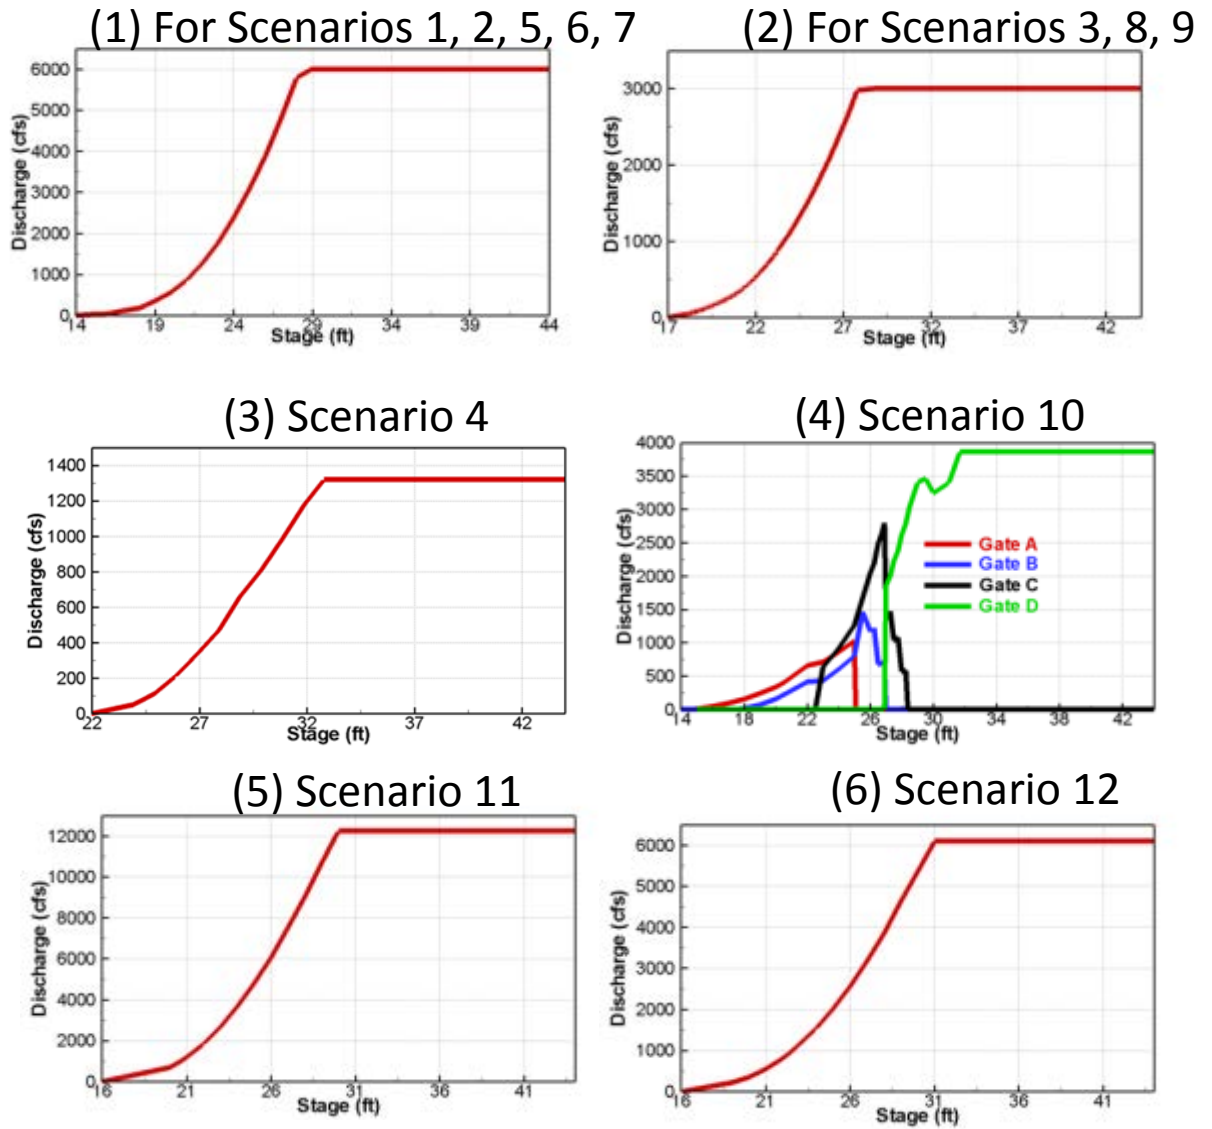 (1) For Scenarios 1, 2, 5, 6, 7
Discharge (cfs)
6000
5000
4000
3000
2000
1000
0
14 19 24 29 34 39 44
Stage (ft)
(2) For Scenarios 3, 8, 9
Discharge (cfs)
3000
2000
1000
0
17 22 27 32 37 42
Stage (ft)
(3) Scenario 4
Discharge (cfs)
1400
1200
1000
800
600
400
200
0
22 27 32 37 42
Stage (ft)
(4) Scenario 10
Discharge (cfs)
4000
3500
3000
2500
2000
1500
1000
500
0
Gate A
Gate B
Gate C
Gate D
14 18 22 26 30 34 38 42
Stage (ft)
(5) Scenario 11
Discharge (cfs)
12000
10000
8000
6000
4000
2000
0
16 21 26 31 36 41
Stage (ft)
(6) Scenario 12
Discharge (cfs)
6000
5000
4000
3000
2000
1000
0
16 21 26 31 36 41
Stage (ft)